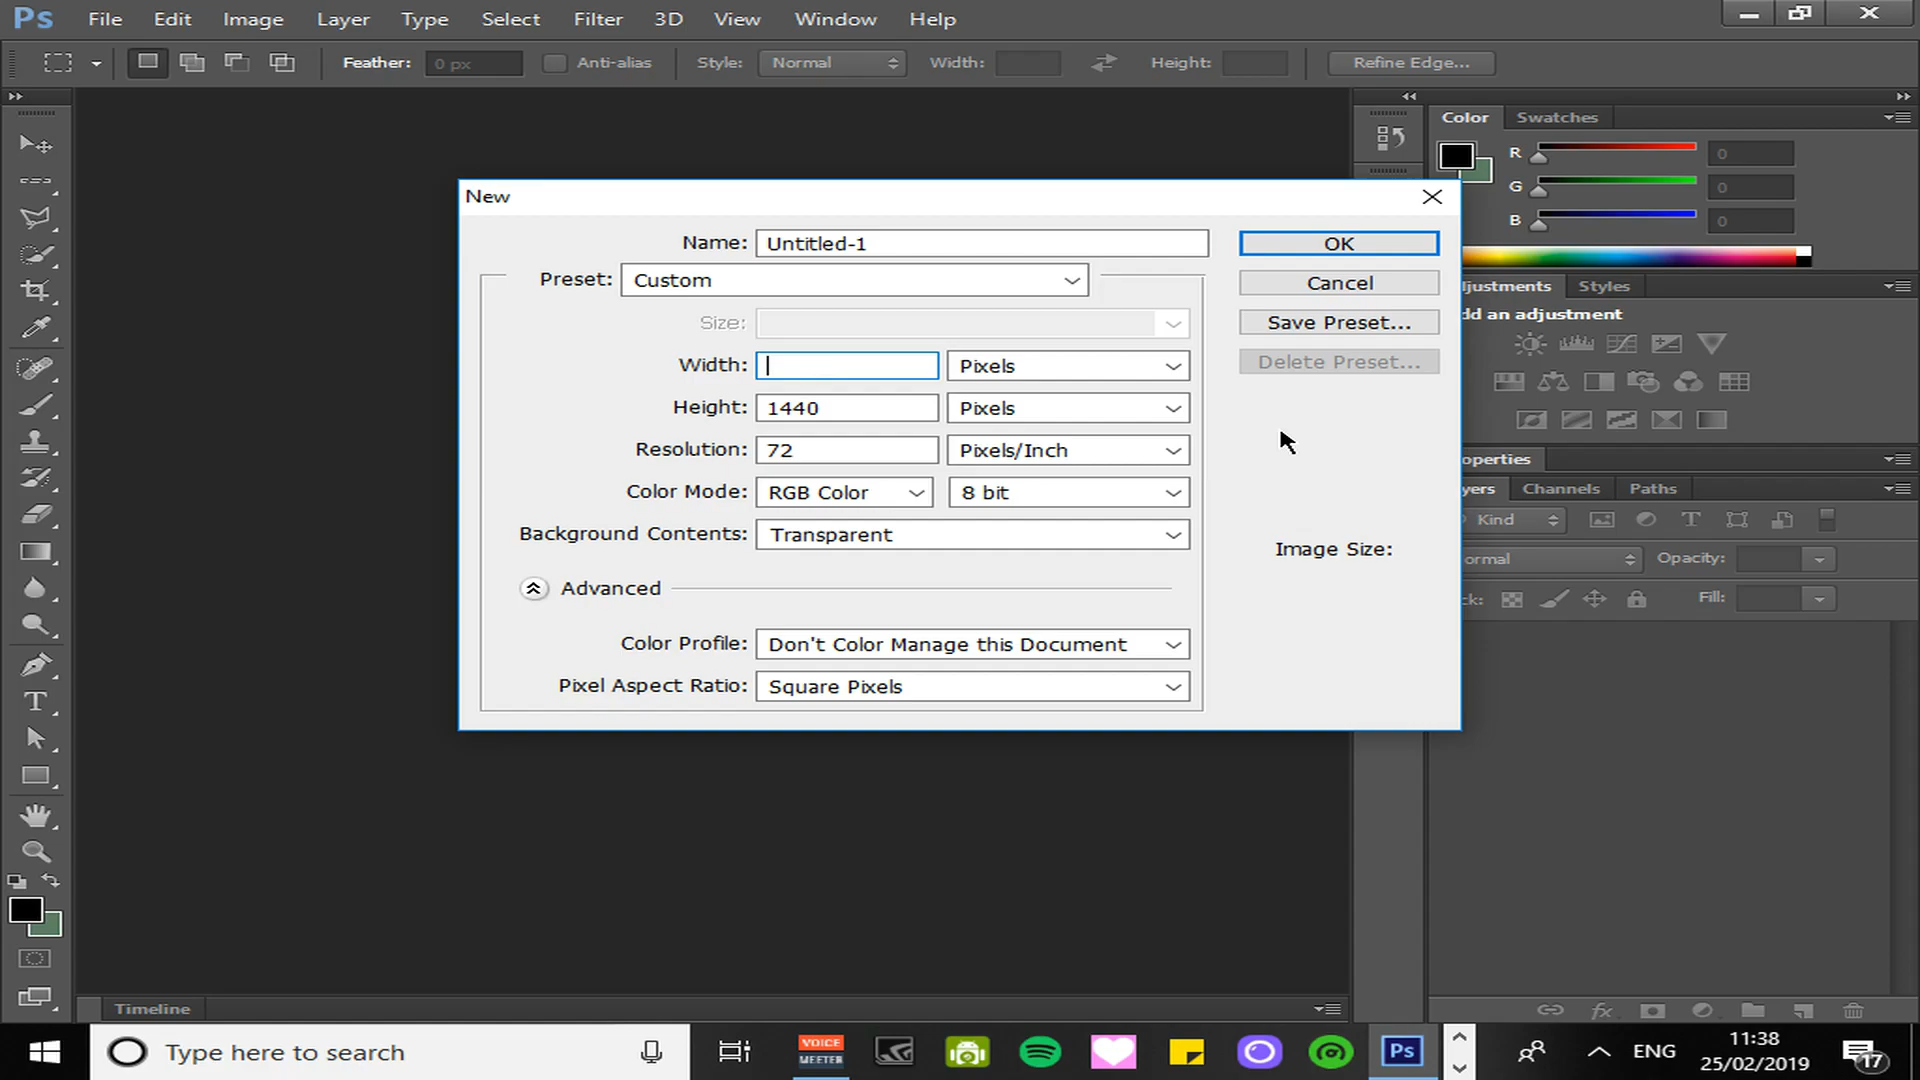 Ps File Edit Image Layer Type Select Filter 3D View Window Help
Feather: 0 px Anti-alias Style: Normal Width: Height: Refine Edge...
Color Swatches
R 0
G 0
B 0
New
Name: Untitled-1 OK
Preset: Custom Cancel
Size: Save Preset...
Width: Pixels Delete Preset...
Height: 1440 Pixels
Resolution: 72 Pixels/Inch
Color Mode: RGB Color 8 bit
Background Contents: Transparent
Image Size:
Advanced
Color Profile: Don't Color Manage this Document
Pixel Aspect Ratio: Square Pixels
djustments Styles
dd an adjustment
operties
yers Channels Paths
Kind T
ormal Opacity:
ck: Fill:
T
fx
Timeline
Type here to search
VOICE
MEETER
Ps
ENG
11:38
25/02/2019
17